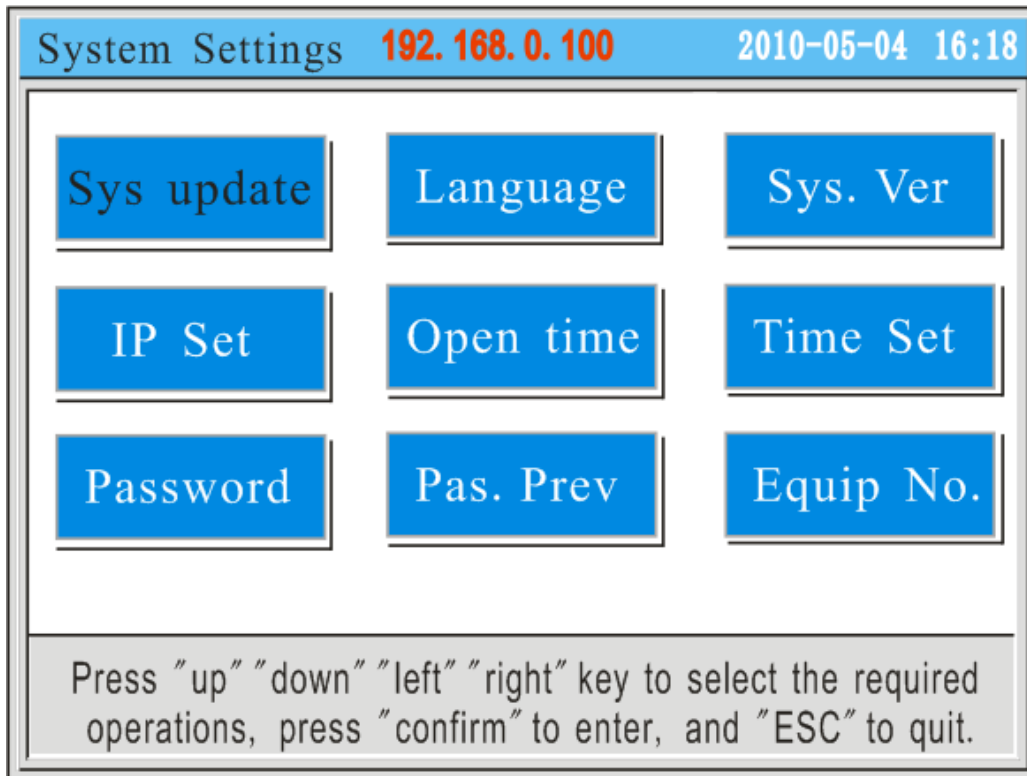 System Settings 192.168.0.100 2010-05-04 16:18
Sys update Language Sys. Ver
IP Set Open time Time Set
Password Pas. Prev Equip No.
Press "up" "down" "left" "right" key to select the required
operations, press "confirm" to enter, and "ESC" to quit.